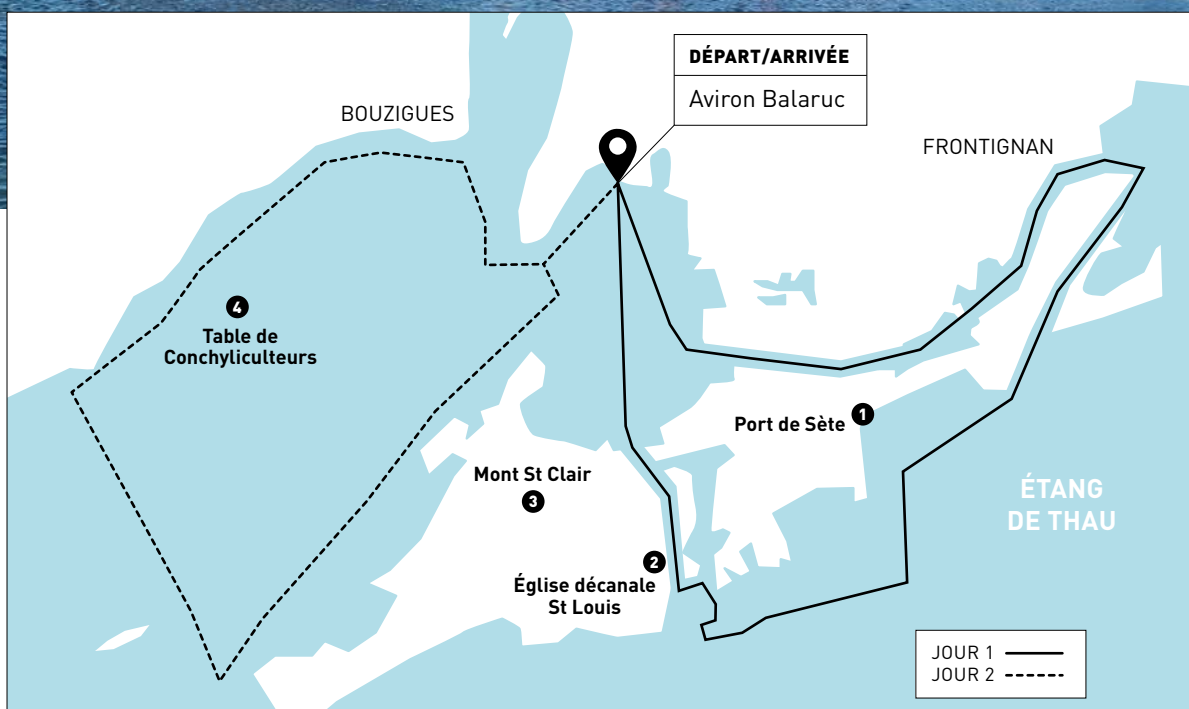 DÉPART/ARRIVÉE
Aviron Balaruc
BOUZIGUES
FRONTIGNAN
4
Table de
Conchyliculteurs
Port de Sète 1
Mont St Clair
3
ÉTANG
DE THAU
2
Église décanale
St Louis
JOUR 1
JOUR 2